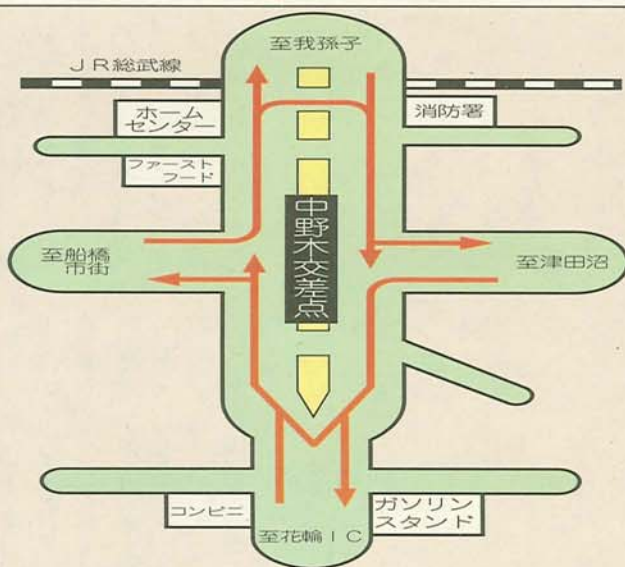 至我孫子
JR総武線
ホーム
センター
消防署
ファースト
フード
中野木交差点
至船橋
市街
至津田沼
コンビニ
ガソリン
スタンド
至花輪IC